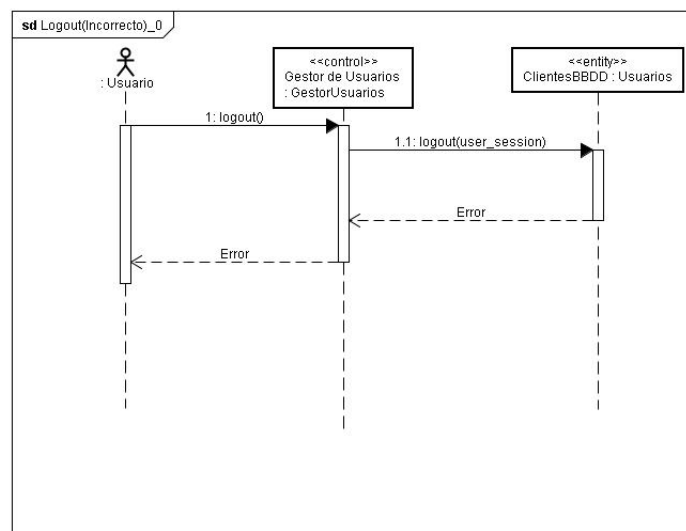 sd Logout(Incorrecto)_0
: Usuario
<<control>>
Gestor de Usuarios
: GestorUsuarios
<<entity>>
ClientesBBDD : Usuarios
1: logout()
1.1: logout(user_session)
Error
Error